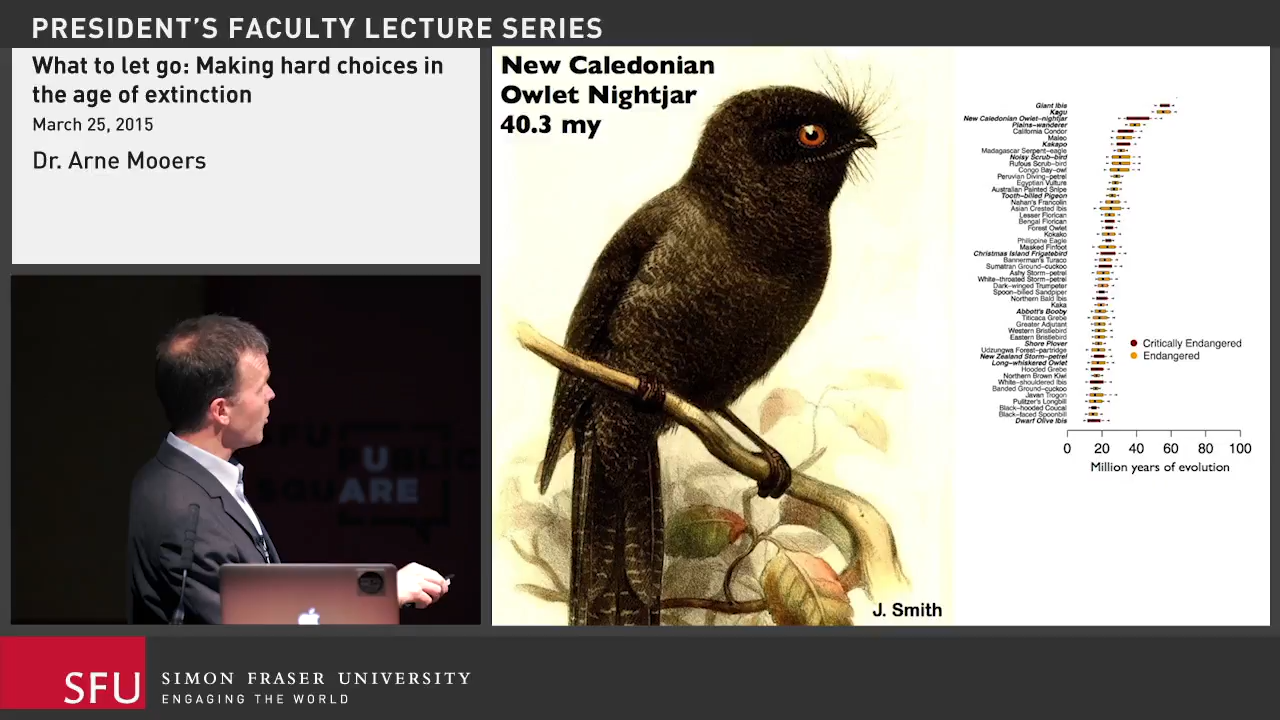 PRESIDENT'S FACULTY LECTURE SERIES
What to let go: Making hard choices in
the age of extinction
March 25, 2015
Dr. Arne Mooers
New Caledonian
Owlet Nightjar
40.3 my
J. Smith
Giant Ibis
Kagu
New Caledonian Owlet-nightjar
Plains-wanderer
California Condor
Maleo
Kakapo
Madagascar Serpent-eagle
Noisy Scrub-bird
Rufous Scrub-bird
Congo Bay-owl
Peruvian Diving-petrel
Egyptian Vulture
Australian Painted Snipe
Tooth-billed Pigeon
Nahan's Francolin
Asian Crested Ibis
Lesser Florican
Bengal Florican
Forest Owlet
Kokako
Philippine Eagle
Masked Finfoot
Christmas Island Frigatebird
Bannerman's Turaco
Sumatran Ground-cuckoo
Ashy Storm-petrel
White-throated Storm-petrel
Dark-winged Trumpeter
Spoon-billed Sandpiper
Northern Bald Ibis
Kaka
Abbott's Booby
Titicaca Grebe
Greater Adjutant
Western Bristlebird
Eastern Bristlebird
Shore Plover
Udzungwa Forest-partridge
New Zealand Storm-petrel
Long-whiskered Owlet
Hooded Grebe
Northern Brown Kiwi
White-shouldered Ibis
Banded Ground-cuckoo
Javan Trogon
Pulitzer's Longbill
Black-hooded Coucal
Black-faced Spoonbill
Dwarf Olive Ibis
Critically Endangered
Endangered
0 20 40 60 80 100
Million years of evolution
SFU
PUBLIC
SQUARE
SFU SIMON FRASER UNIVERSITY
ENGAGING THE WORLD